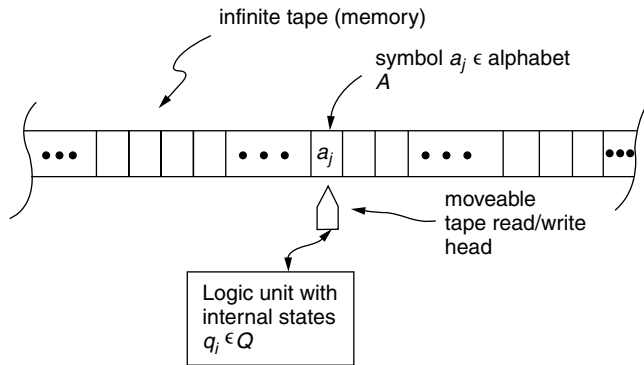 infinite tape (memory)
symbol a_j ϵ alphabet
A
••• • • • a_j • • • •••
moveable
tape read/write
head
Logic unit with
internal states
q_i ϵ Q